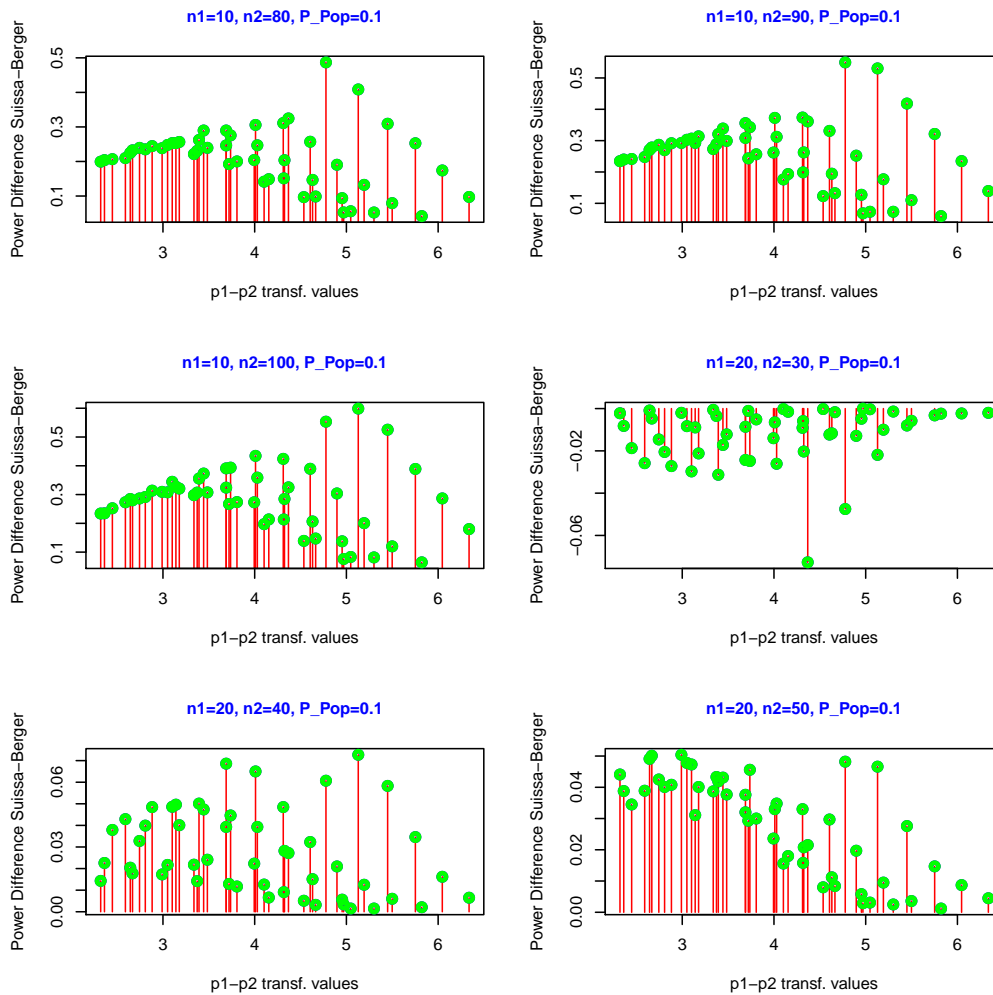 n1=10, n2=80, P_Pop=0.1
Power Difference Suissa−Berger
0.1
0.3
0.5
3 4 5 6
p1−p2 transf. values
n1=10, n2=90, P_Pop=0.1
Power Difference Suissa−Berger
0.1
0.3
0.5
3 4 5 6
p1−p2 transf. values
n1=10, n2=100, P_Pop=0.1
Power Difference Suissa−Berger
0.1
0.3
0.5
3 4 5 6
p1−p2 transf. values
n1=20, n2=30, P_Pop=0.1
Power Difference Suissa−Berger
−0.06
−0.02
3 4 5 6
p1−p2 transf. values
n1=20, n2=40, P_Pop=0.1
Power Difference Suissa−Berger
0.00
0.03
0.06
3 4 5 6
p1−p2 transf. values
n1=20, n2=50, P_Pop=0.1
Power Difference Suissa−Berger
0.00
0.02
0.04
3 4 5 6
p1−p2 transf. values